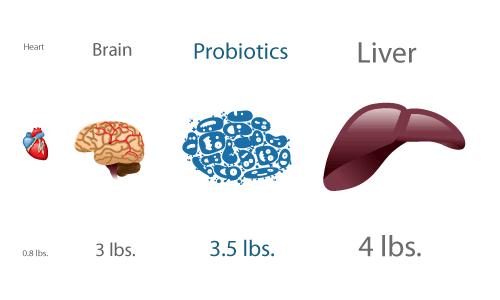 Heart
Brain
Probiotics
Liver
0.8 lbs.
3 lbs.
3.5 lbs.
4 lbs.